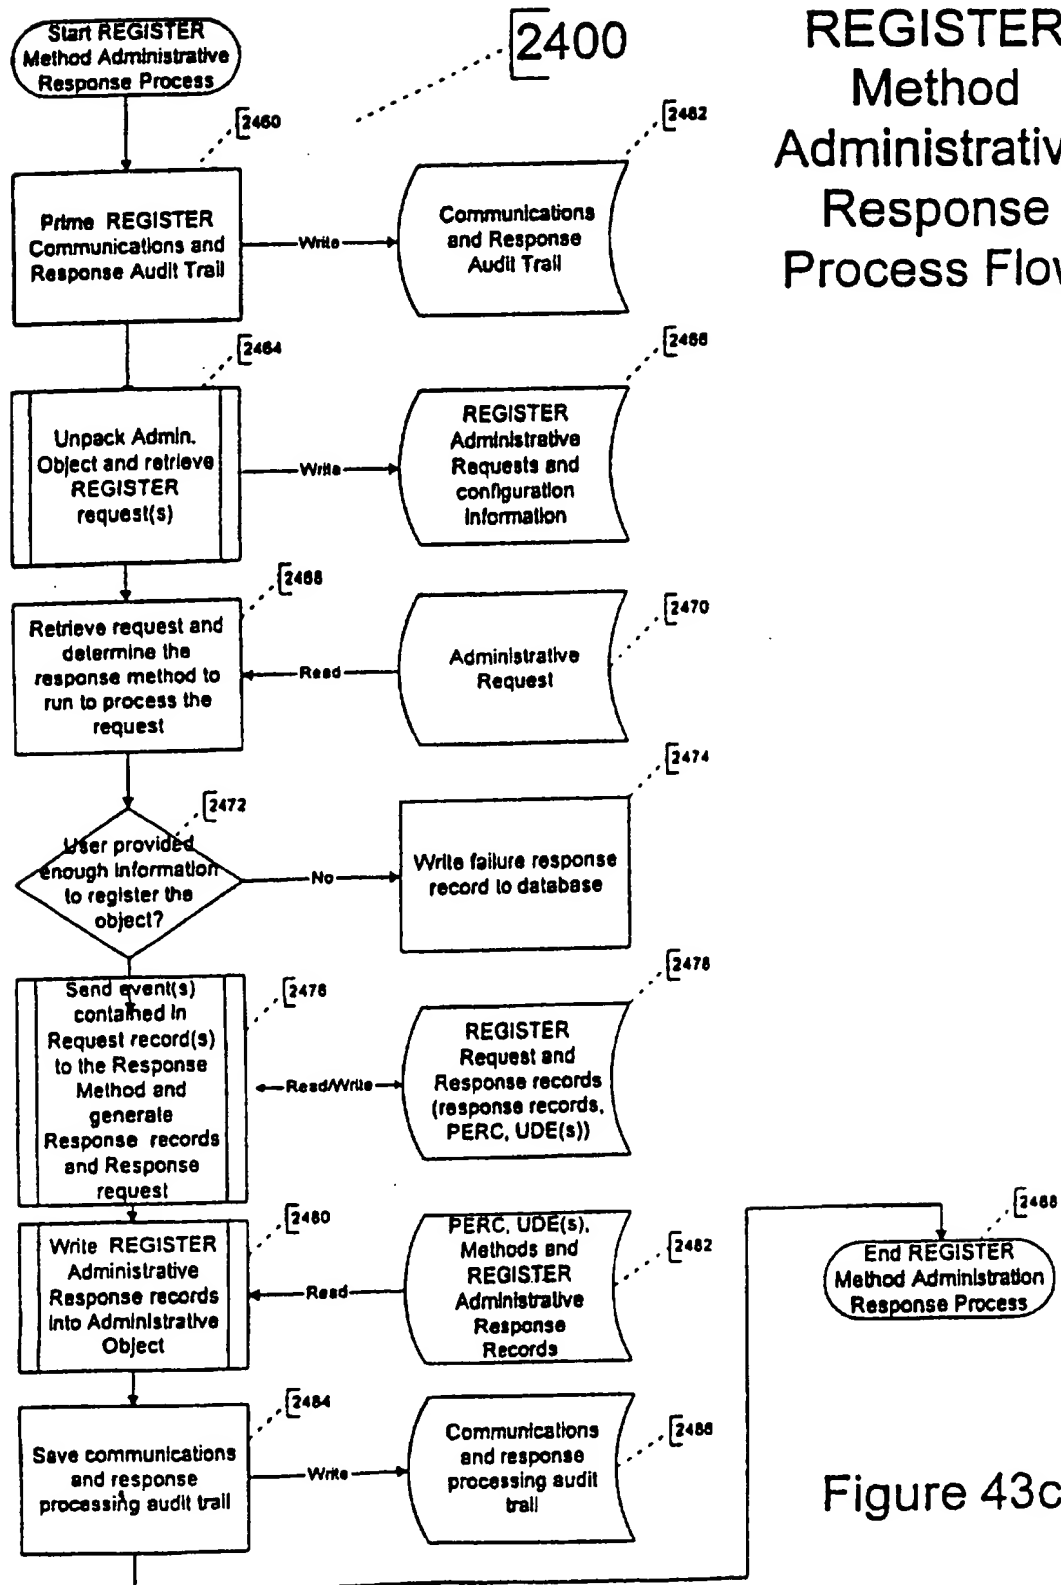 Start REGISTER
Method Administrative
Response Process
2400
REGISTER
Method
Administrativ
Response
Process Flow
2460
Prime REGISTER
Communications and
Response Audit Trail
Write
2462
Communications
and Response
Audit Trail
2464
Unpack Admin.
Object and retrieve
REGISTER
request(s)
Write
2466
REGISTER
Administrative
Requests and
configuration
information
2468
Retrieve request and
determine the
response method to
run to process the
request
Read
2470
Administrative
Request
2472
User provided
enough information
to register the
object?
No
2474
Write failure response
record to database
2476
Send event(s)
contained in
Request record(s)
to the Response
Method and
generate
Response records
and Response
request
Read/Write
2478
REGISTER
Request and
Response records
(response records,
PERC, UDE(s))
2480
Write REGISTER
Administrative
Response records
into Administrative
Object
Read
2482
PERC, UDE(s),
Methods and
REGISTER
Administrative
Response
Records
2484
Save communications
and response
processing audit trail
Write
2486
Communications
and response
processing audit
trail
2488
End REGISTER
Method Administration
Response Process
Figure 43c